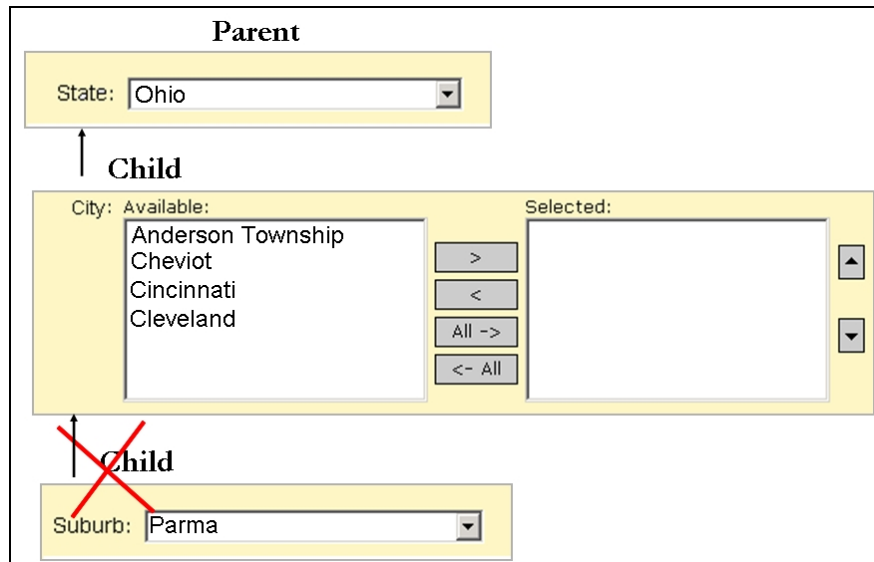 Parent
State: Ohio
Child
City: Available: Selected:
Anderson Township
Cheviot
Cincinnati
Cleveland
>
<
All ->
<- All
Child
Suburb: Parma